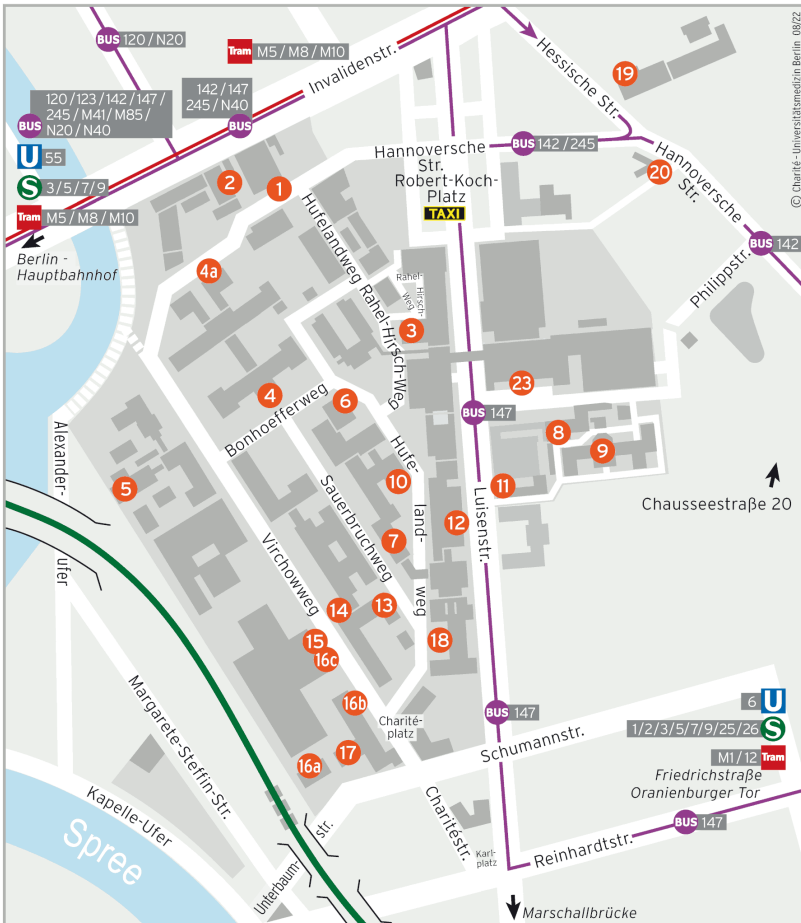 BUS 120 / N20
Tram M5 / M8 / M10
Invalidenstr.
Hessische Str.
19
© Charité - Universitätsmedizin Berlin 08/22
120 / 123 / 142 / 147 /
245 / M41 / M85 /
BUS N20 / N40
142 / 147
245 / N40
BUS
U 55
S 3 / 5 / 7 / 9
Tram M5 / M8 / M10
Berlin -
Hauptbahnhof
2
1
Hannoversche
Str.
BUS 142 / 245
Robert-Koch-
Platz
TAXI
20
Hannoversche
Str.
BUS 142
Philippstr.
4a
Hufelandweg
Rahel-Hirsch-Weg
Rahel-
Hirsch-
Weg
3
23
4
6
Bonhoefferweg
BUS 147
8
9
Alexander-
ufer
5
10
Hufe-
land-
weg
11
12
Luisenstr.
Chausseestraße 20
Sauerbruchweg
7
Virchowweg
14
13
15
16c
18
16b
Charité-
platz
17
16a
BUS 147
Schumannstr.
6 U
1/2/3/5/7/9/25/26 S
M1 / 12 Tram
Friedrichstraße
Oranienburger Tor
Margarete-Steffin-Str.
Kapelle-Ufer
Spree
Unterbaum-
str.
Charitéstr.
Karl-
platz
Reinhardtstr.
BUS 147
Marschallbrücke